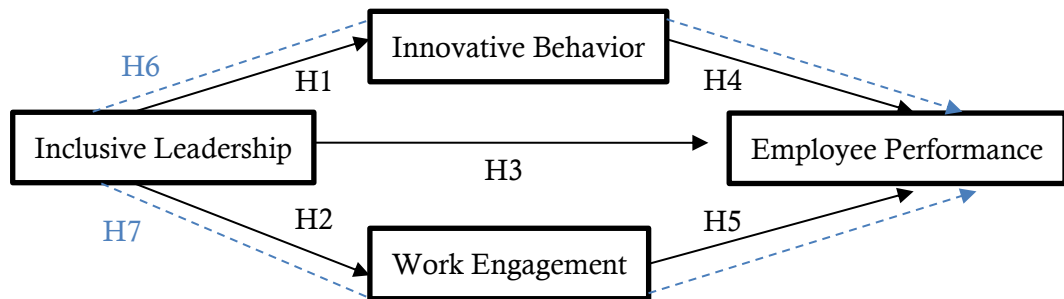 Innovative Behavior
H6
H1
H4
Inclusive Leadership
H3
Employee Performance
H7
H2
H5
Work Engagement